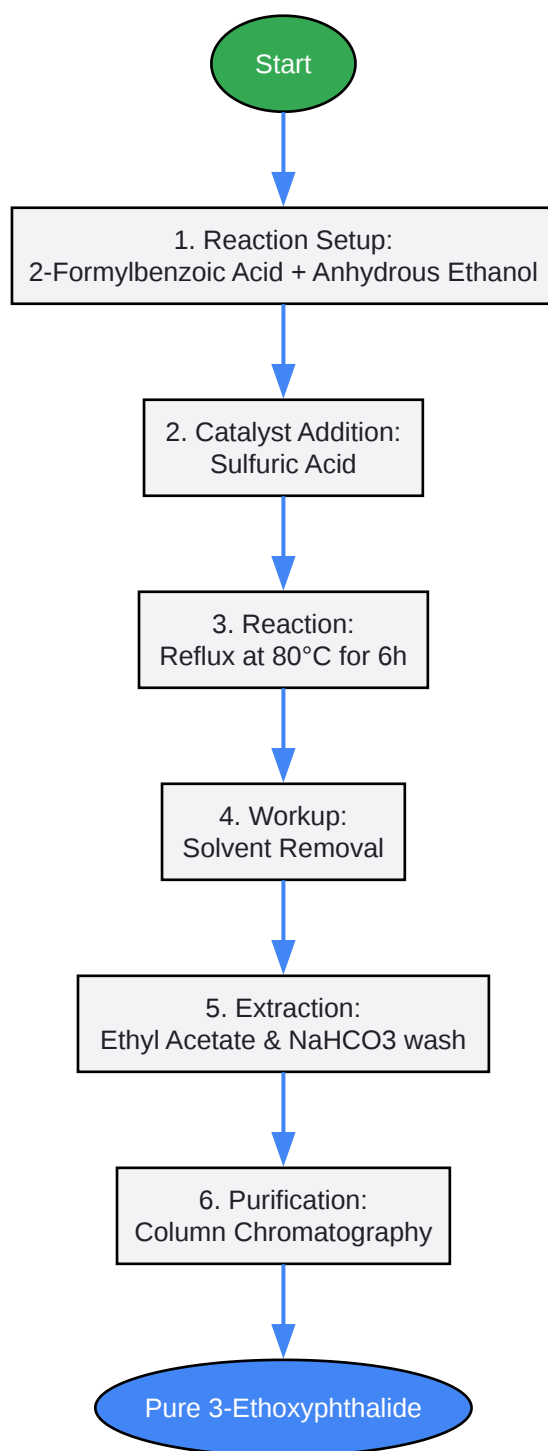 Start
1. Reaction Setup:
2-Formylbenzoic Acid + Anhydrous Ethanol
2. Catalyst Addition:
Sulfuric Acid
3. Reaction:
Reflux at 80°C for 6h
4. Workup:
Solvent Removal
5. Extraction:
Ethyl Acetate & NaHCO3 wash
6. Purification:
Column Chromatography
Pure 3-Ethoxyphthalide